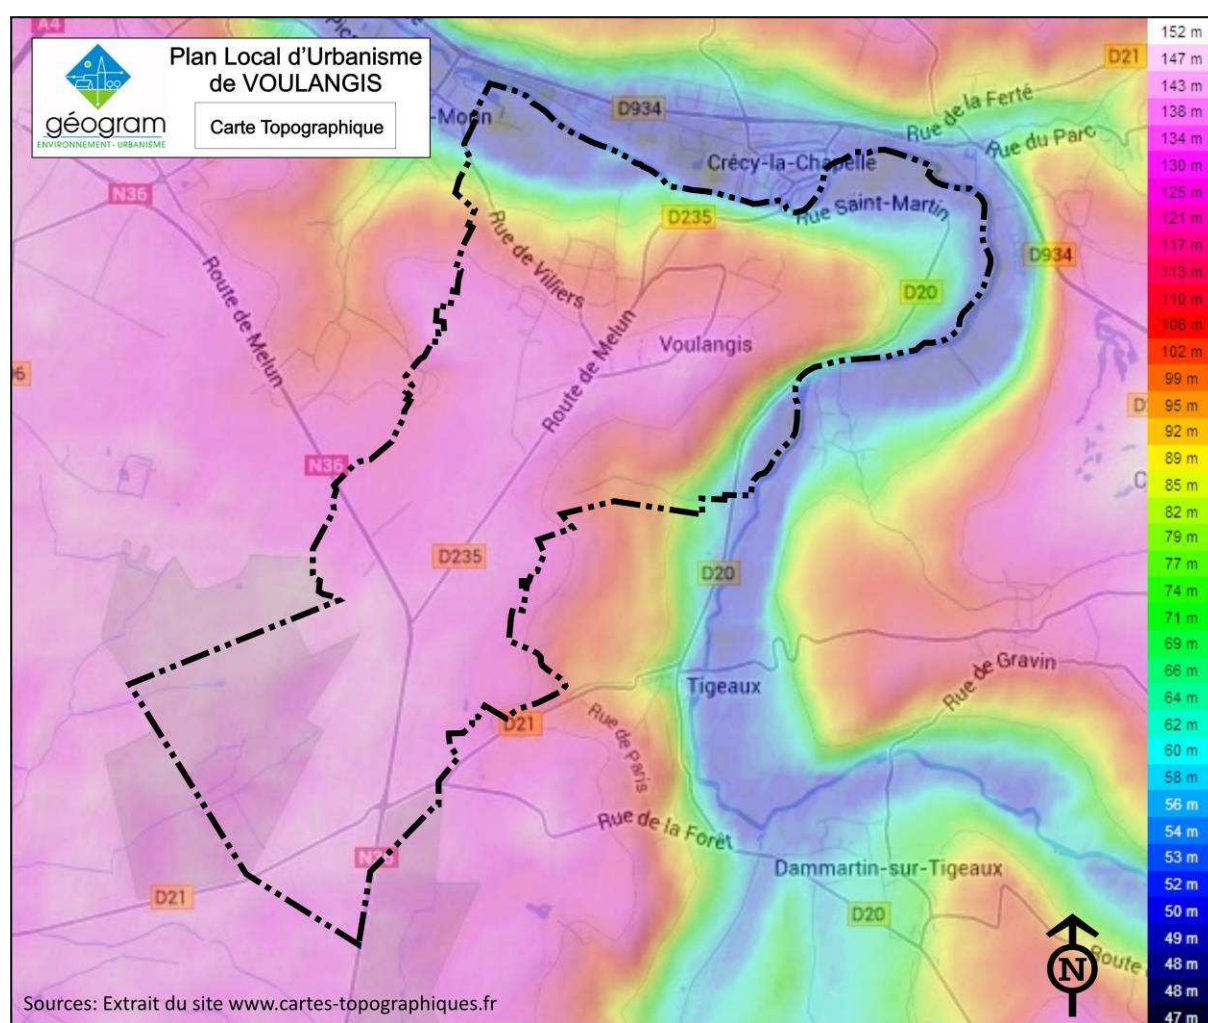 A4
Plan Local d'Urbanisme
de VOULANGIS
Carte Topographique
géogram
ENVIRONNEMENT - URBANISME
-Morin
D934
D21
Rue de la Ferté
Rue du Parc
Crécy-la-Chapelle
Rue Saint-Martin
N36
D235
Rue de Villiers
D934
Route de Melun
D20
Voulangis
Route de Melun
N36
D235
D20
Tigeaux
Rue de Gravin
D21
Rue de Paris
Rue de la Forêt
N36
Dammartin-sur-Tigeaux
D21
D20
Route
N
Sources: Extrait du site www.cartes-topographiques.fr
152 m
147 m
143 m
138 m
134 m
130 m
125 m
121 m
117 m
113 m
110 m
106 m
102 m
99 m
95 m
92 m
89 m
85 m
82 m
79 m
77 m
74 m
71 m
69 m
66 m
64 m
62 m
60 m
58 m
56 m
54 m
53 m
52 m
50 m
49 m
48 m
48 m
47 m